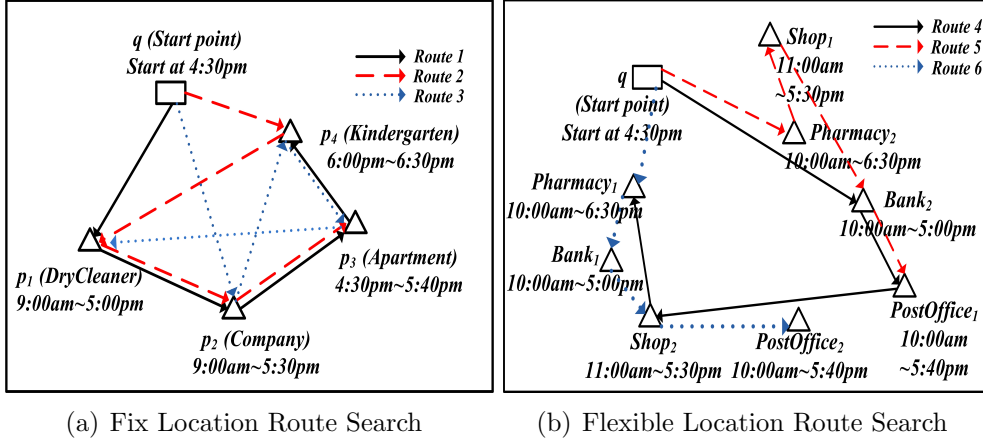 q (Start point)
Start at 4:30pm
Route 1
Route 2
Route 3
p4 (Kindergarten)
6:00pm~6:30pm
p1 (DryCleaner)
9:00am~5:00pm
p3 (Apartment)
4:30pm~5:40pm
p2 (Company)
9:00am~5:30pm
(a) Fix Location Route Search
Shop1
11:00am
~5:30pm
Route 4
Route 5
Route 6
q
(Start point)
Start at 4:30pm
Pharmacy2
10:00am~6:30pm
Pharmacy1
10:00am~6:30pm
Bank2
10:00am~5:00pm
Bank1
10:00am~5:00pm
PostOffice1
10:00am
~5:40pm
Shop2
11:00am~5:30pm
PostOffice2
10:00am~5:40pm
(b) Flexible Location Route Search